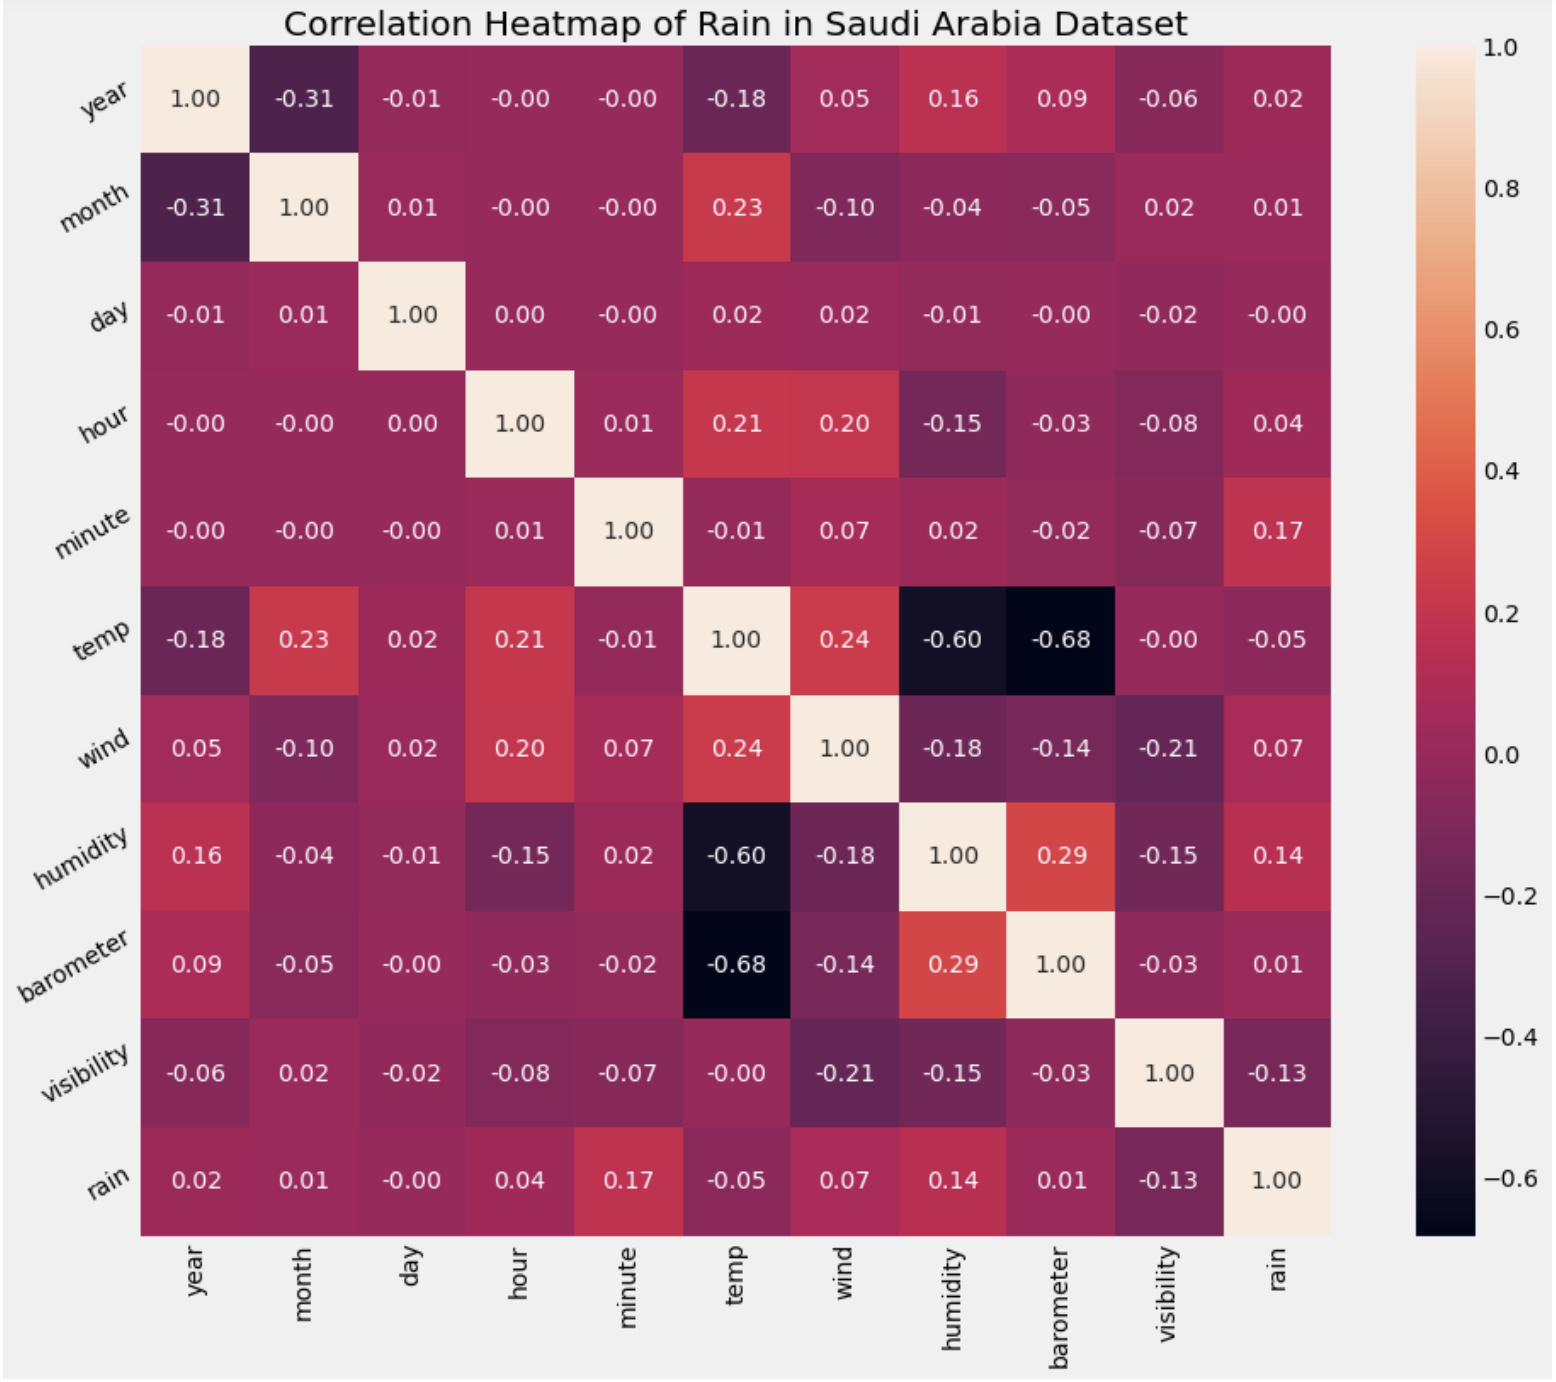 Correlation Heatmap of Rain in Saudi Arabia Dataset
year 1.00 -0.31 -0.01 -0.00 -0.00 -0.18 0.05 0.16 0.09 -0.06 0.02
month -0.31 1.00 0.01 -0.00 -0.00 0.23 -0.10 -0.04 -0.05 0.02 0.01
day -0.01 0.01 1.00 0.00 -0.00 0.02 0.02 -0.01 -0.00 -0.02 -0.00
hour -0.00 -0.00 0.00 1.00 0.01 0.21 0.20 -0.15 -0.03 -0.08 0.04
minute -0.00 -0.00 -0.00 0.01 1.00 -0.01 0.07 0.02 -0.02 -0.07 0.17
temp -0.18 0.23 0.02 0.21 -0.01 1.00 0.24 -0.60 -0.68 -0.00 -0.05
wind 0.05 -0.10 0.02 0.20 0.07 0.24 1.00 -0.18 -0.14 -0.21 0.07
humidity 0.16 -0.04 -0.01 -0.15 0.02 -0.60 -0.18 1.00 0.29 -0.15 0.14
barometer 0.09 -0.05 -0.00 -0.03 -0.02 -0.68 -0.14 0.29 1.00 -0.03 0.01
visibility -0.06 0.02 -0.02 -0.08 -0.07 -0.00 -0.21 -0.15 -0.03 1.00 -0.13
rain 0.02 0.01 -0.00 0.04 0.17 -0.05 0.07 0.14 0.01 -0.13 1.00
year month day hour minute temp wind humidity barometer visibility rain
1.0
0.8
0.6
0.4
0.2
0.0
−0.2
−0.4
−0.6